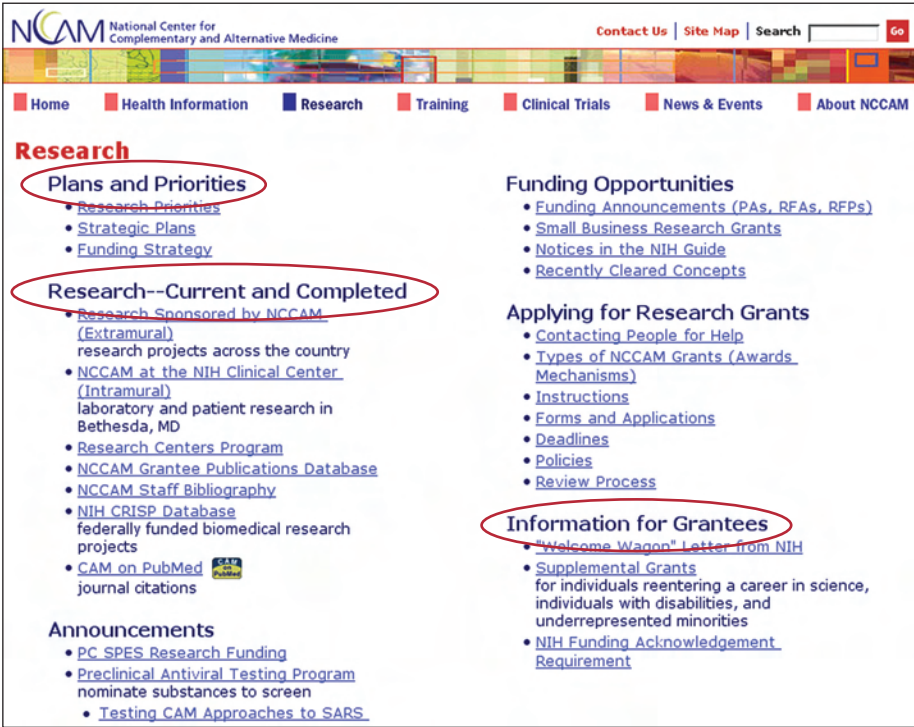 NCCAM National Center for
Complementary and Alternative Medicine
Contact Us | Site Map | Search Go
Home Health Information Research Training Clinical Trials News & Events About NCCAM
Research
Plans and Priorities
• Research Priorities
• Strategic Plans
• Funding Strategy
Research--Current and Completed
• Research Sponsored by NCCAM
(Extramural)
research projects across the country
• NCCAM at the NIH Clinical Center
(Intramural)
laboratory and patient research in
Bethesda, MD
• Research Centers Program
• NCCAM Grantee Publications Database
• NCCAM Staff Bibliography
• NIH CRISP Database
federally funded biomedical research
projects
• CAM on PubMed CAM on PubMed
journal citations
Announcements
• PC SPES Research Funding
• Preclinical Antiviral Testing Program
nominate substances to screen
• Testing CAM Approaches to SARS
Funding Opportunities
• Funding Announcements (PAs, RFAs, RFPs)
• Small Business Research Grants
• Notices in the NIH Guide
• Recently Cleared Concepts
Applying for Research Grants
• Contacting People for Help
• Types of NCCAM Grants (Awards
Mechanisms)
• Instructions
• Forms and Applications
• Deadlines
• Policies
• Review Process
Information for Grantees
• "Welcome Wagon" Letter from NIH
• Supplemental Grants
for individuals reentering a career in science,
individuals with disabilities, and
underrepresented minorities
• NIH Funding Acknowledgement
Requirement